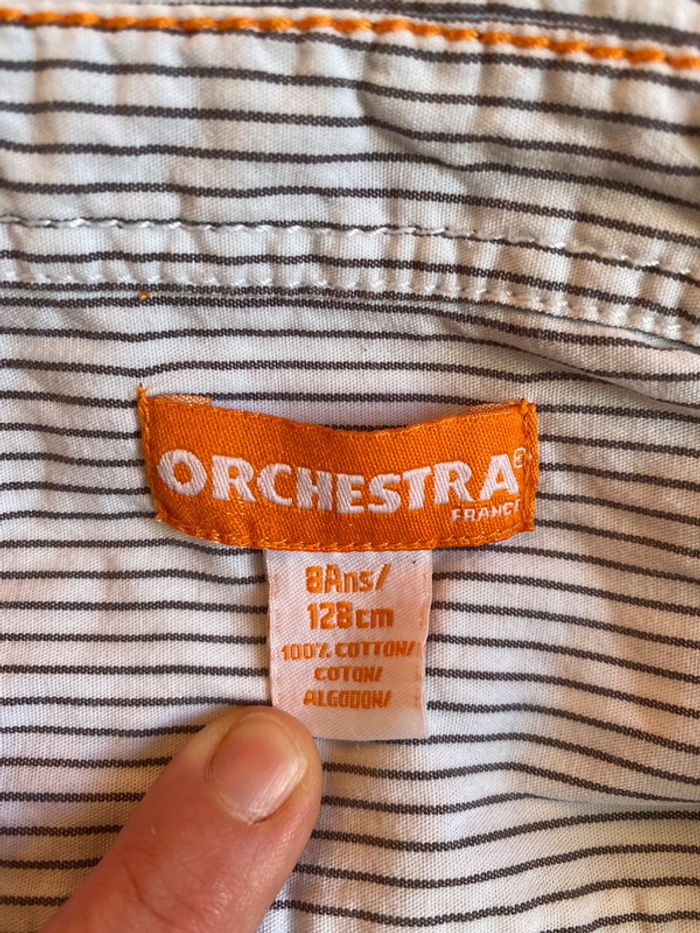 ORCHESTRA®
FRANCE
8Ans/
128cm
100% COTTON/
COTON/
ALGODON/